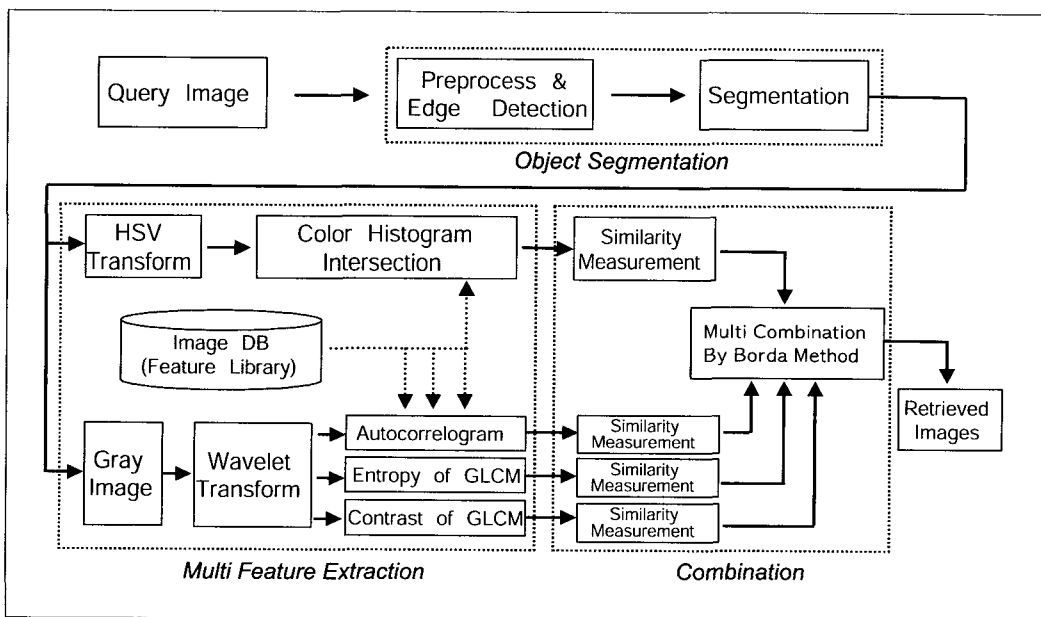 Query Image
Preprocess &
Edge Detection
Segmentation
Object Segmentation
HSV
Transform
Color Histogram
Intersection
Similarity
Measurement
Image DB
(Feature Library)
Multi Combination
By Borda Method
Retrieved
Images
Gray
Image
Wavelet
Transform
Autocorrelogram
Entropy of GLCM
Contrast of GLCM
Similarity
Measurement
Similarity
Measurement
Similarity
Measurement
Multi Feature Extraction
Combination